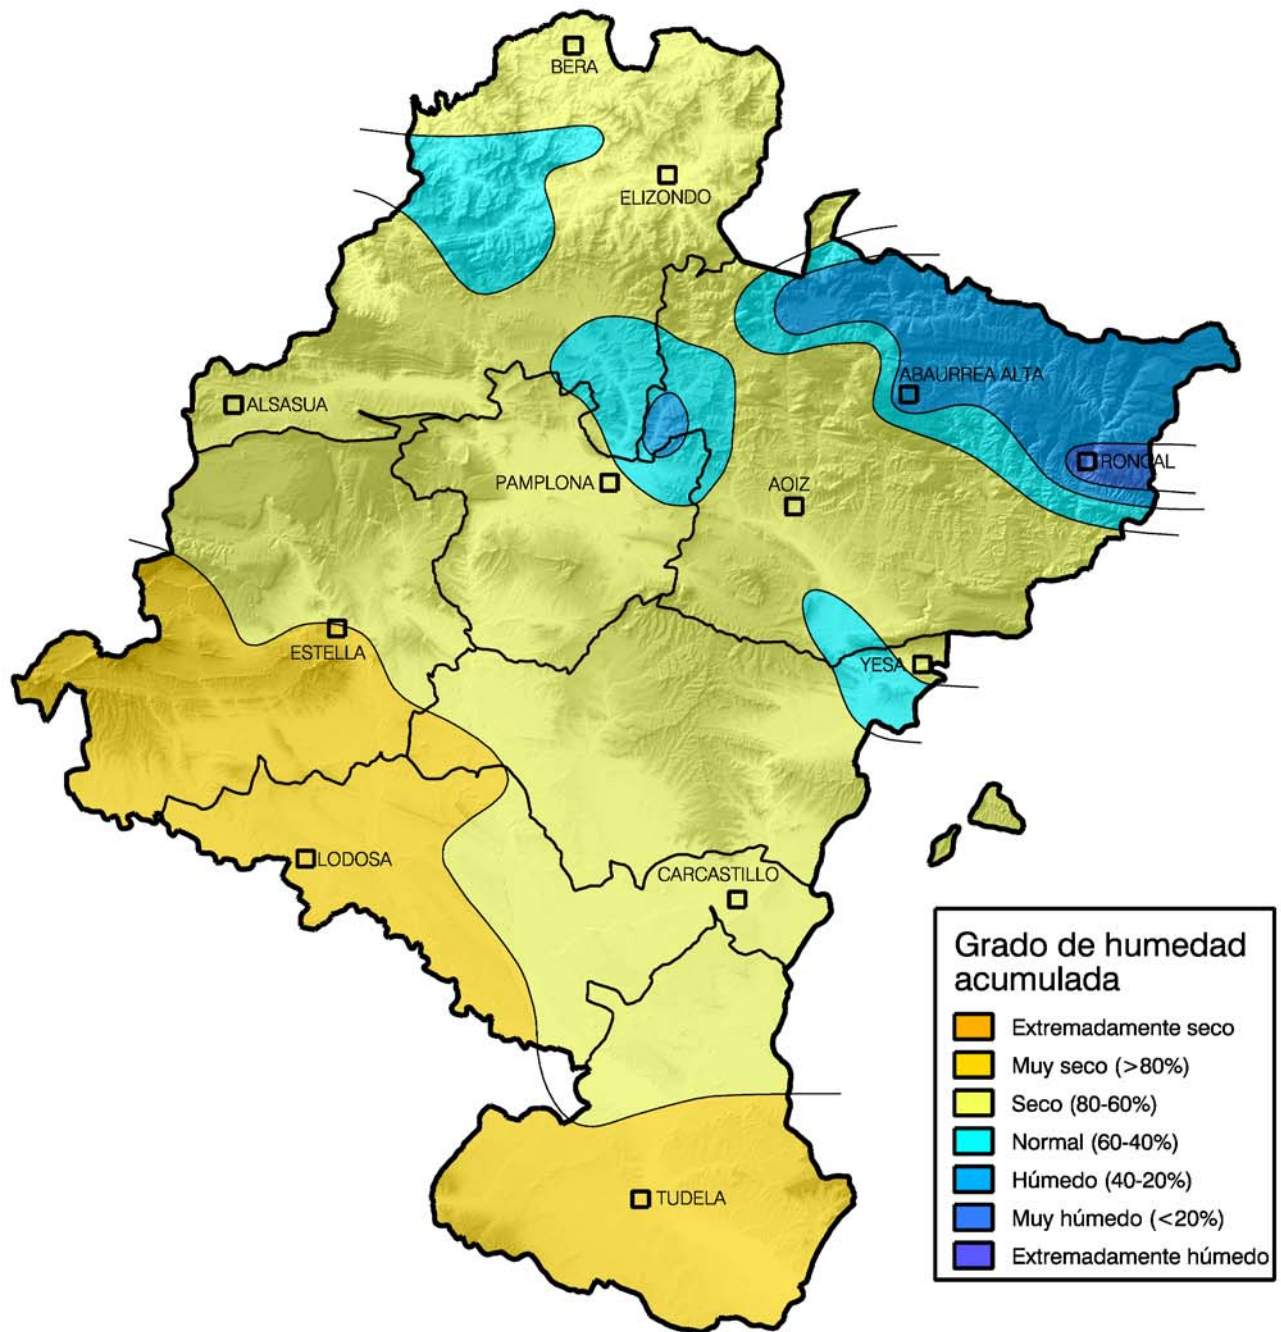 BERA
ELIZONDO
ABAURREA ALTA
ALSASUA
RONCAL
PAMPLONA
AOIZ
ESTELLA
YESA
LODOSA
CARCASTILLO
TUDELA
Grado de humedad
acumulada
Extremadamente seco
Muy seco (>80%)
Seco (80-60%)
Normal (60-40%)
Húmedo (40-20%)
Muy húmedo (<20%)
Extremadamente húmedo